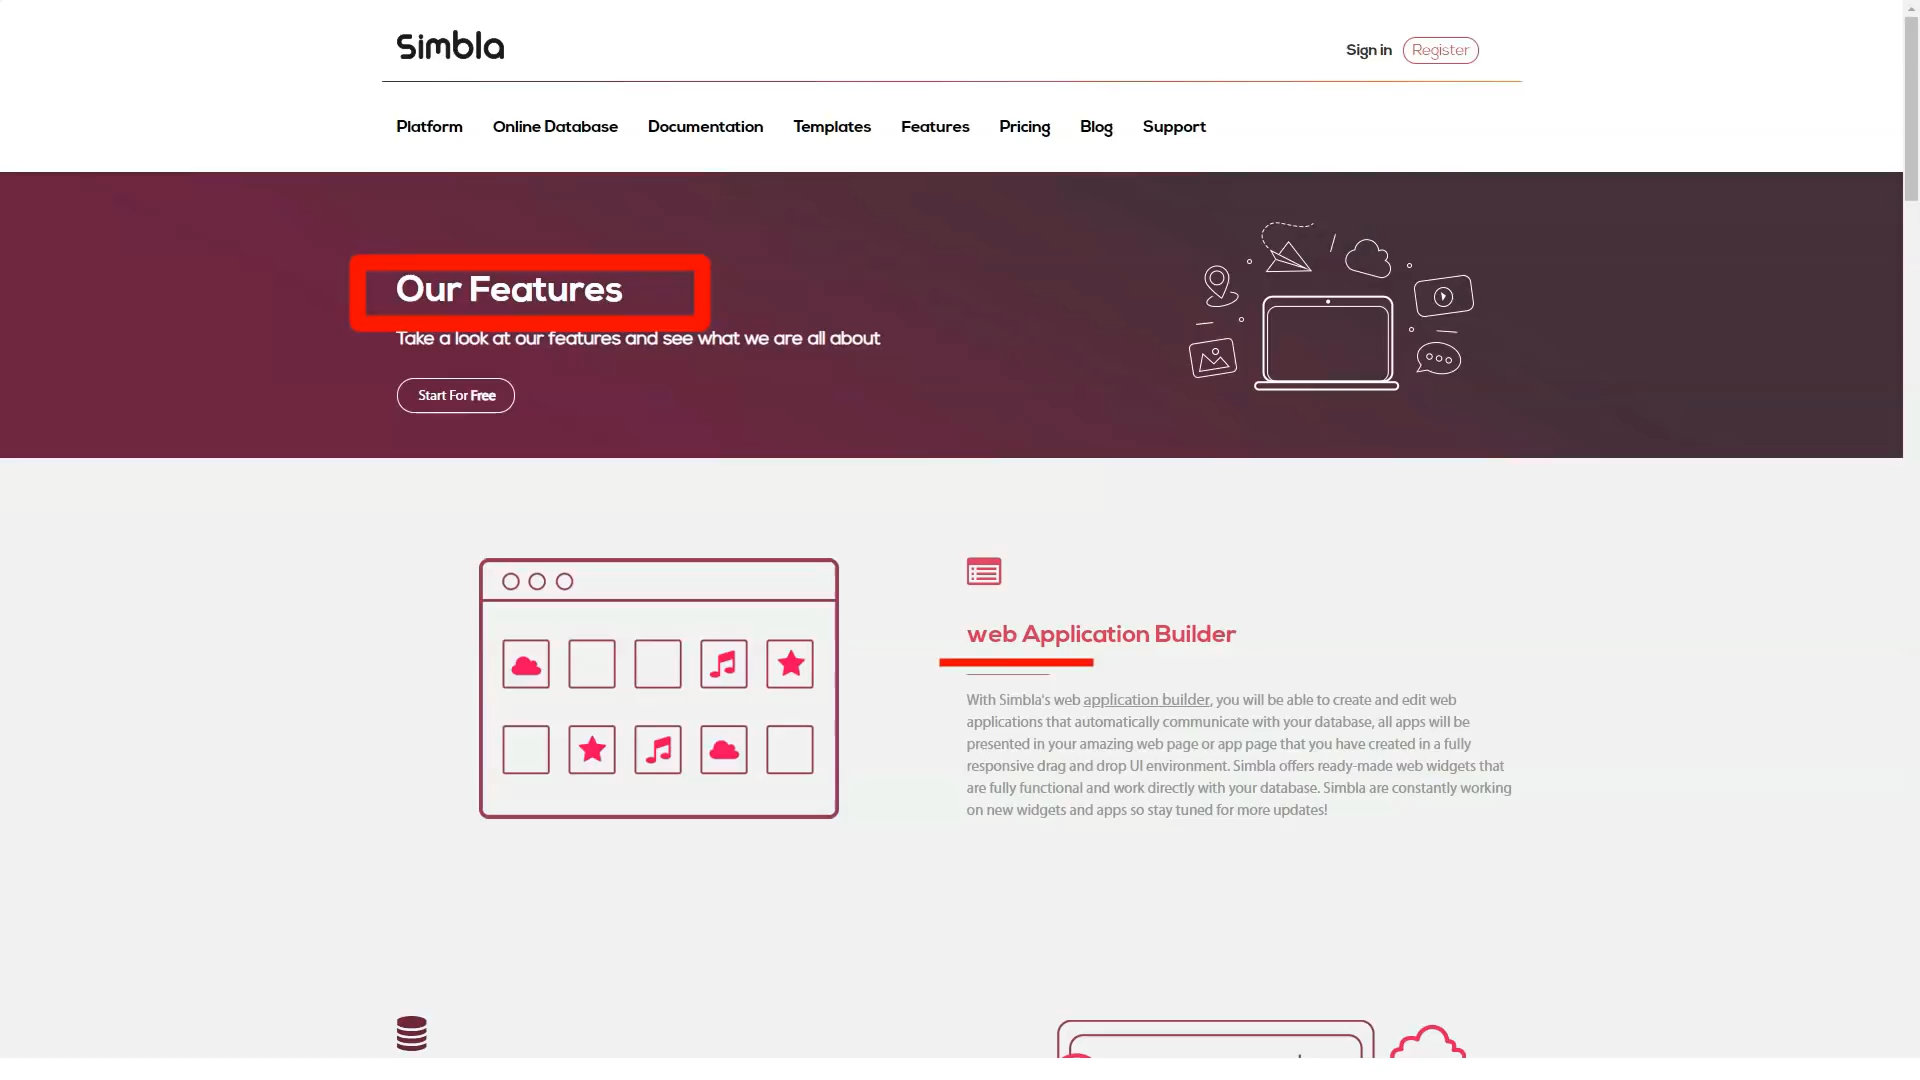 Simbla
Sign in Register
Platform Online Database Documentation Templates Features Pricing Blog Support
Our Features
Take a look at our features and see what we are all about
Start For Free
web Application Builder
With Simbla's web application builder, you will be able to create and edit web
applications that automatically communicate with your database, all apps will be
presented in your amazing web page or app page that you have created in a fully
responsive drag and drop UI environment. Simbla offers ready-made web widgets that
are fully functional and work directly with your database. Simbla are constantly working
on new widgets and apps so stay tuned for more updates!